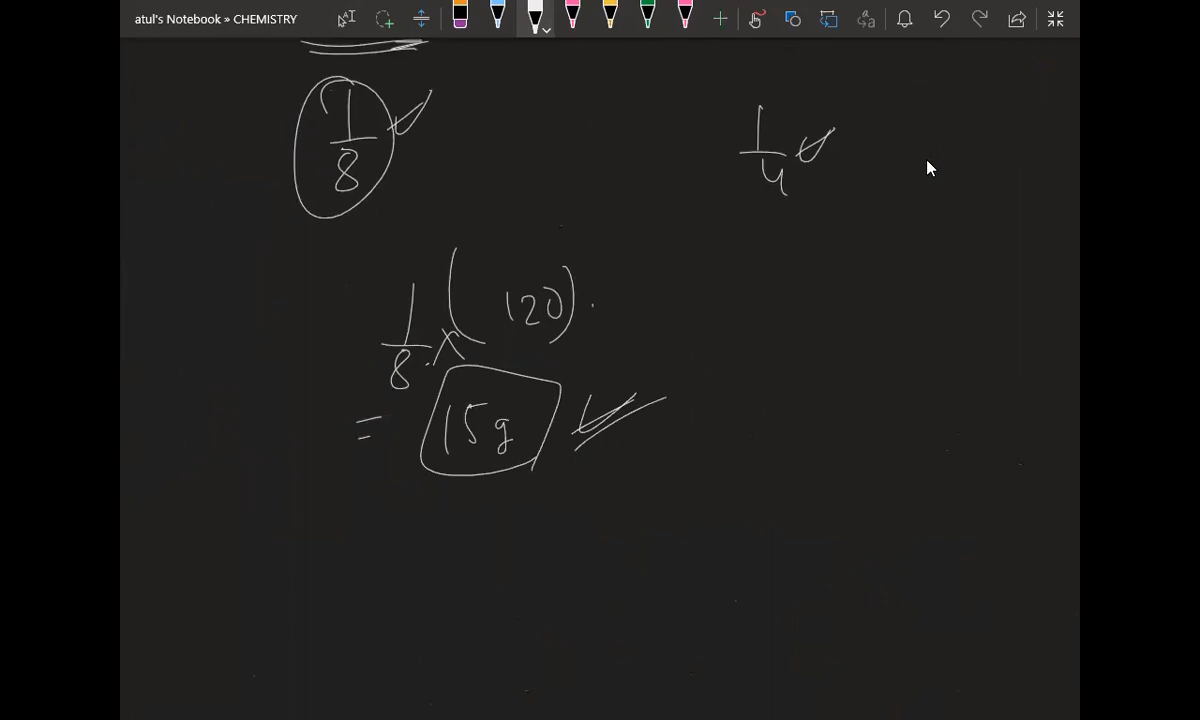 atul's Notebook » CHEMISTRY
1/8 ✓
1/4 ✓
1/8 × (120).
= 15g ✓